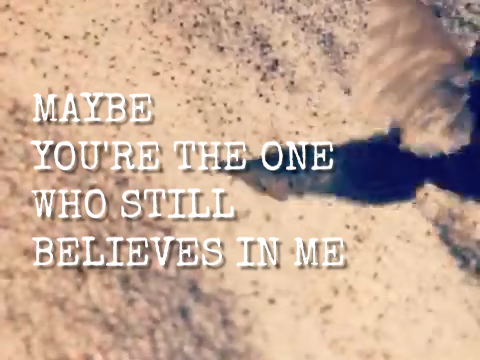 MAYBE
YOU'RE THE ONE
WHO STILL
BELIEVES IN ME